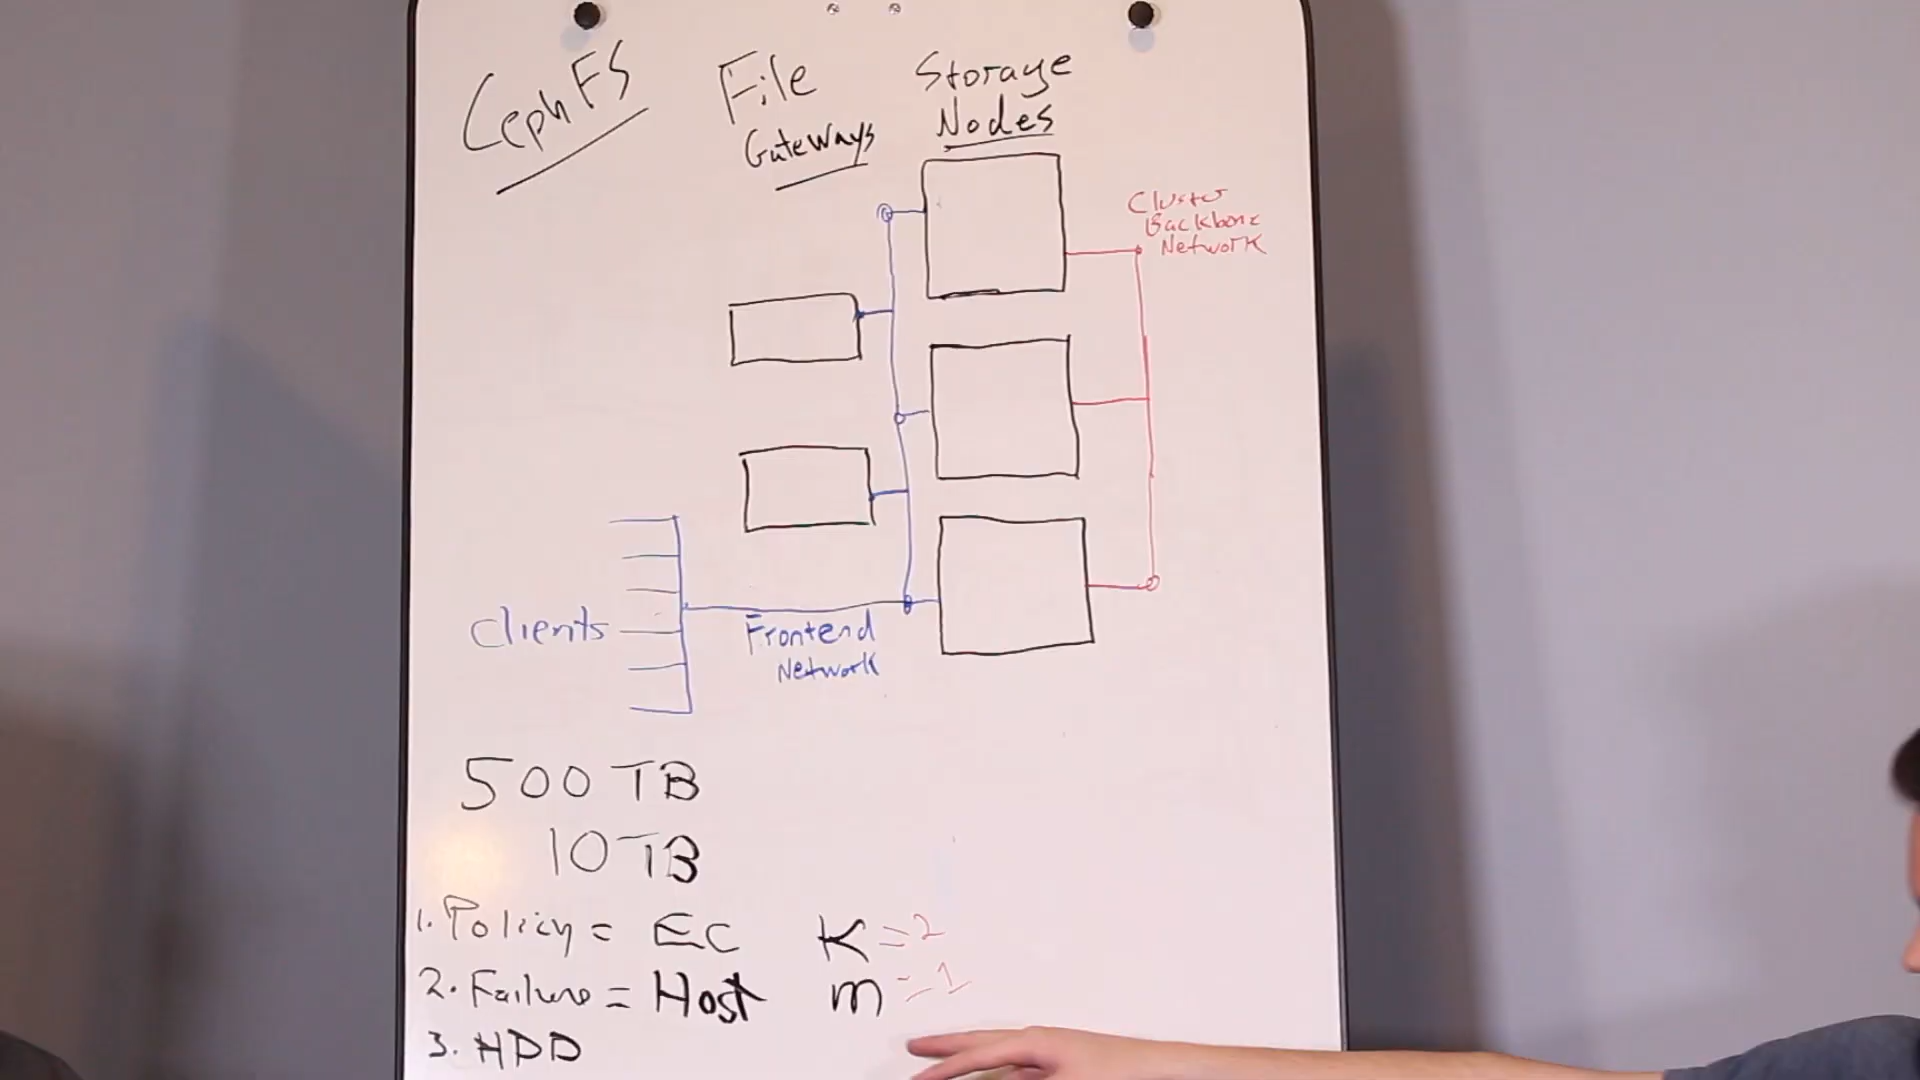 CephFS
File
Gateways
Storage
Nodes
Cluster
Backbone
Network
Clients
Frontend
Network
500 TB
10 TB
1. Policy = EC K = 2
2. Failure = Host m = 1
3. HDD